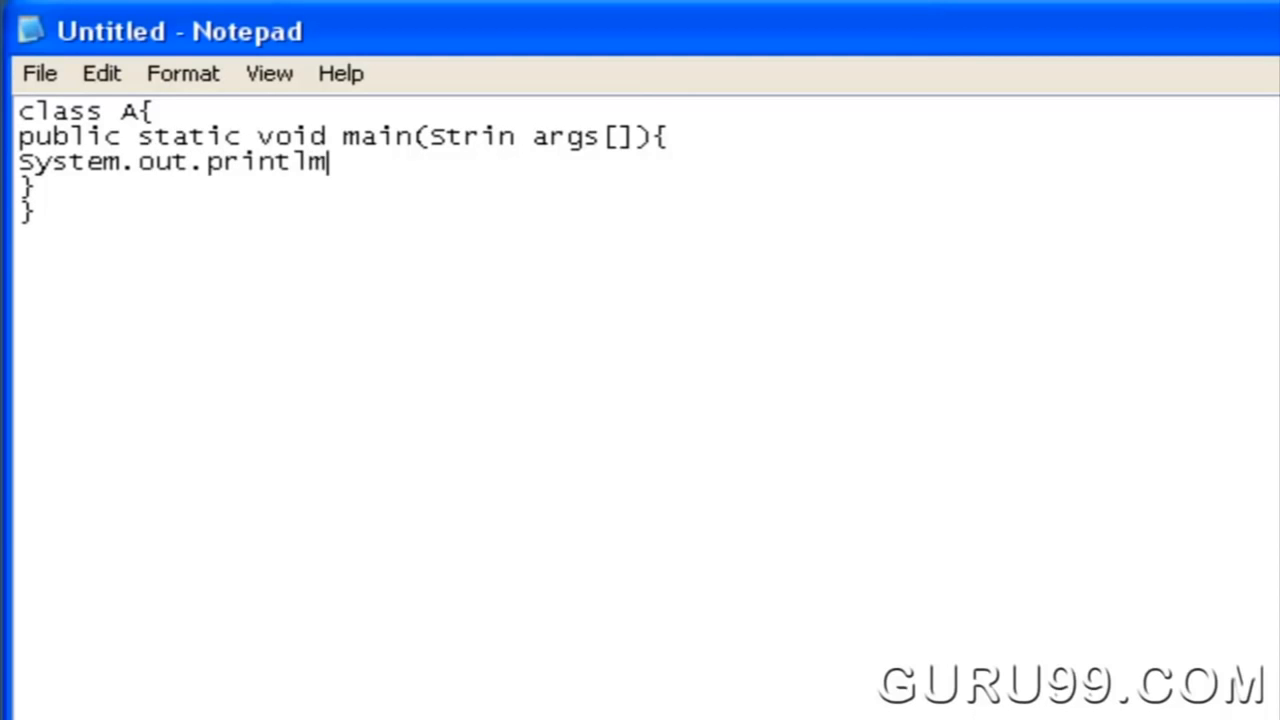 Untitled - Notepad
File Edit Format View Help
class A{
public static void main(Strin args[]){
System.out.printlm
}
}
GURU99.COM